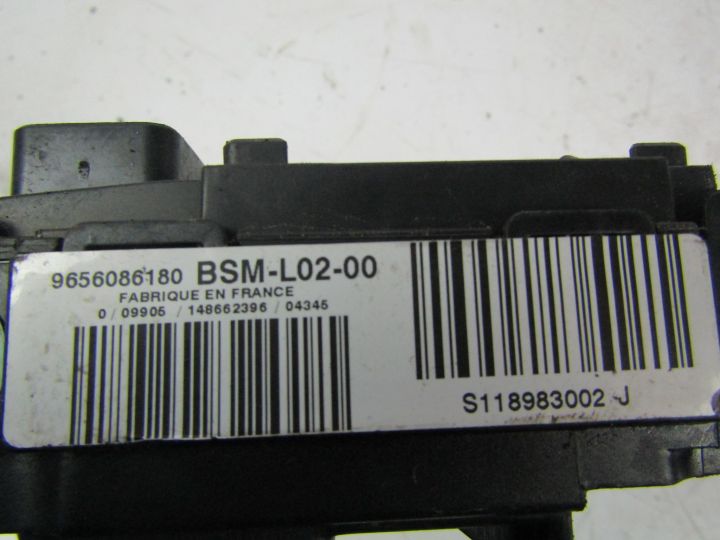 9656086180 BSM-L02-00
FABRIQUE EN FRANCE
0 / 09905 / 148662396 / 04345
S118983002 J